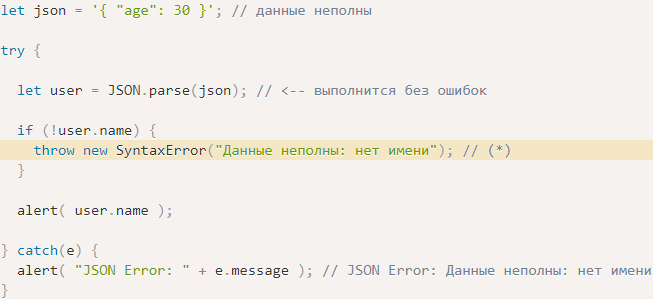 let json = '{ "age": 30 }'; // данные неполны
try {
let user = JSON.parse(json); // <-- выполнится без ошибок
if (!user.name) {
throw new SyntaxError("Данные неполны: нет имени"); // (*)
}
alert( user.name );
} catch(e) {
alert( "JSON Error: " + e.message ); // JSON Error: Данные неполны: нет имени
}